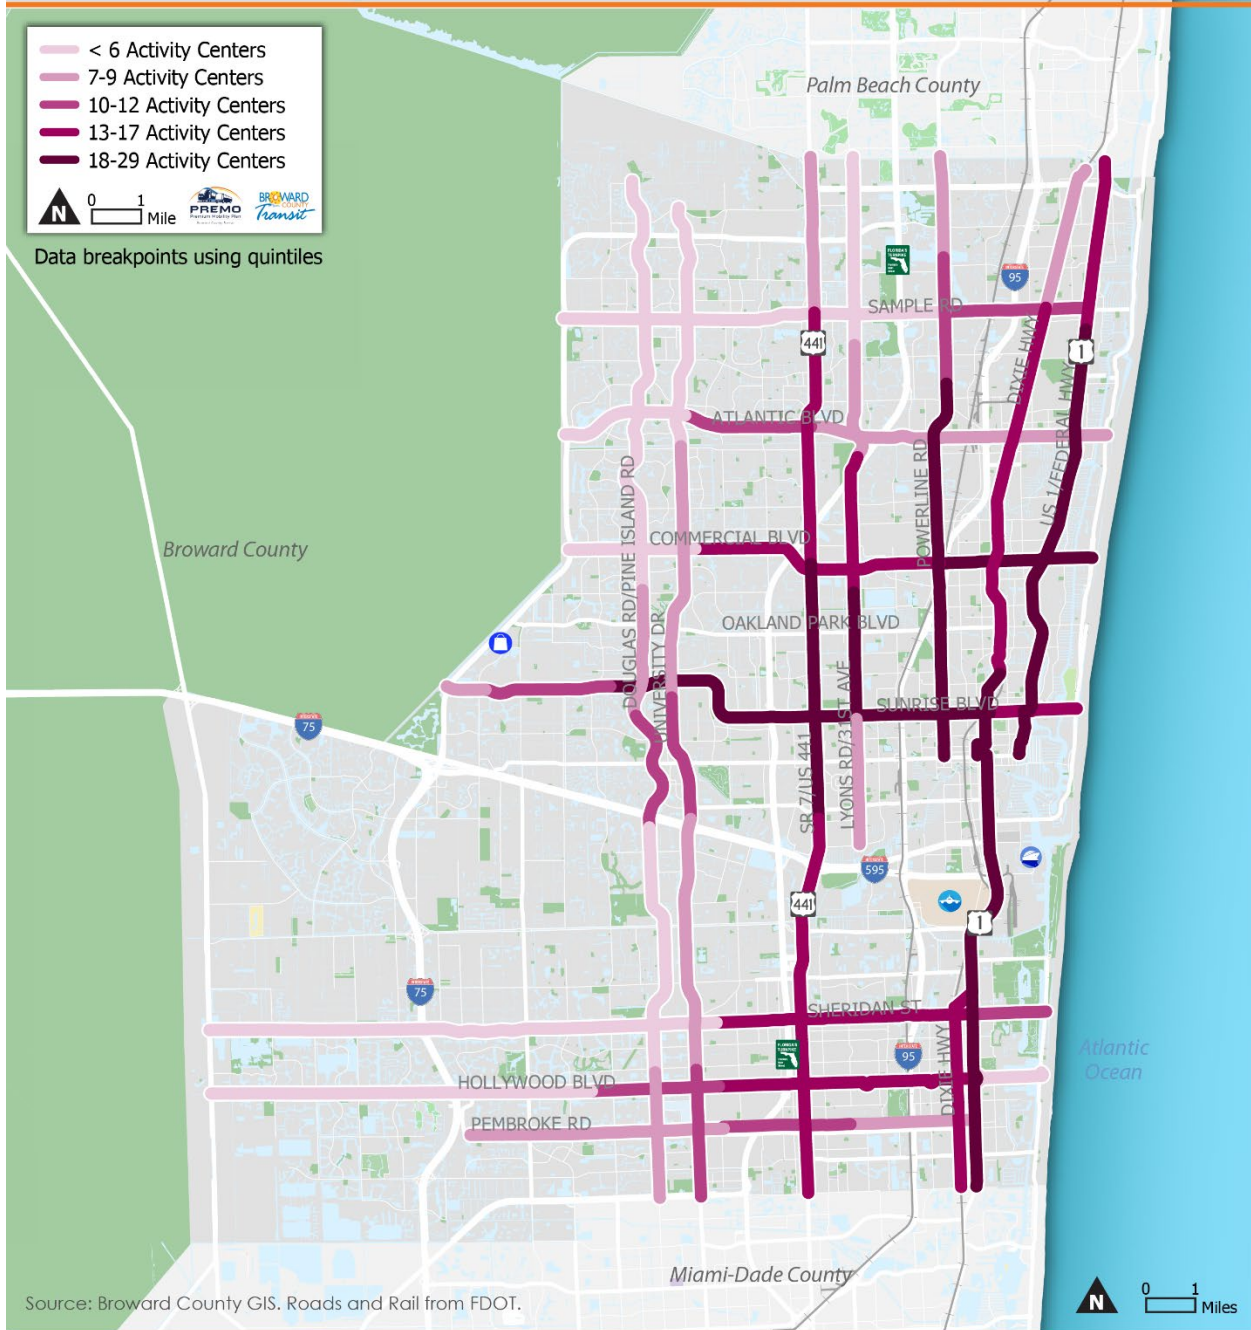 < 6 Activity Centers
7-9 Activity Centers
10-12 Activity Centers
13-17 Activity Centers
18-29 Activity Centers
N
0 1
Mile
PREMO
Premium Mobility Plan
BROWARD
COUNTY
Transit
Data breakpoints using quintiles
Palm Beach County
95
SAMPLE RD
441
1
DIXIE HWY
ATLANTIC BLVD
US 1/FEDERAL HWY
POWERLINE RD
DOUGLAS RD/PINE ISLAND RD
COMMERCIAL BLVD
Broward County
OAKLAND PARK BLVD
UNIVERSITY DR
LYONS RD/31ST AVE
SUNRISE BLVD
75
SR 7/US 441
595
441
1
75
SHERIDAN ST
95
Atlantic
Ocean
DIXIE HWY
HOLLYWOOD BLVD
PEMBROKE RD
Miami-Dade County
Source: Broward County GIS. Roads and Rail from FDOT.
N
0 1
Miles